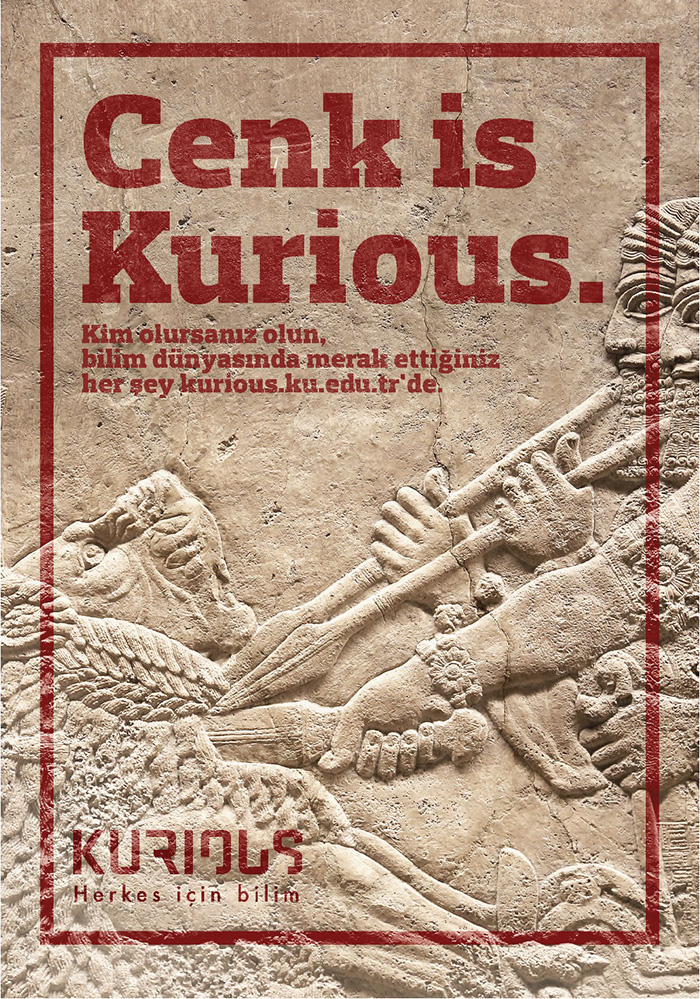 Cenk is
Kurious.
Kim olursanız olun,
bilim dünyasında merak ettiğiniz
her şey kurious.ku.edu.tr'de.
KURIOUS
Herkes için bilim